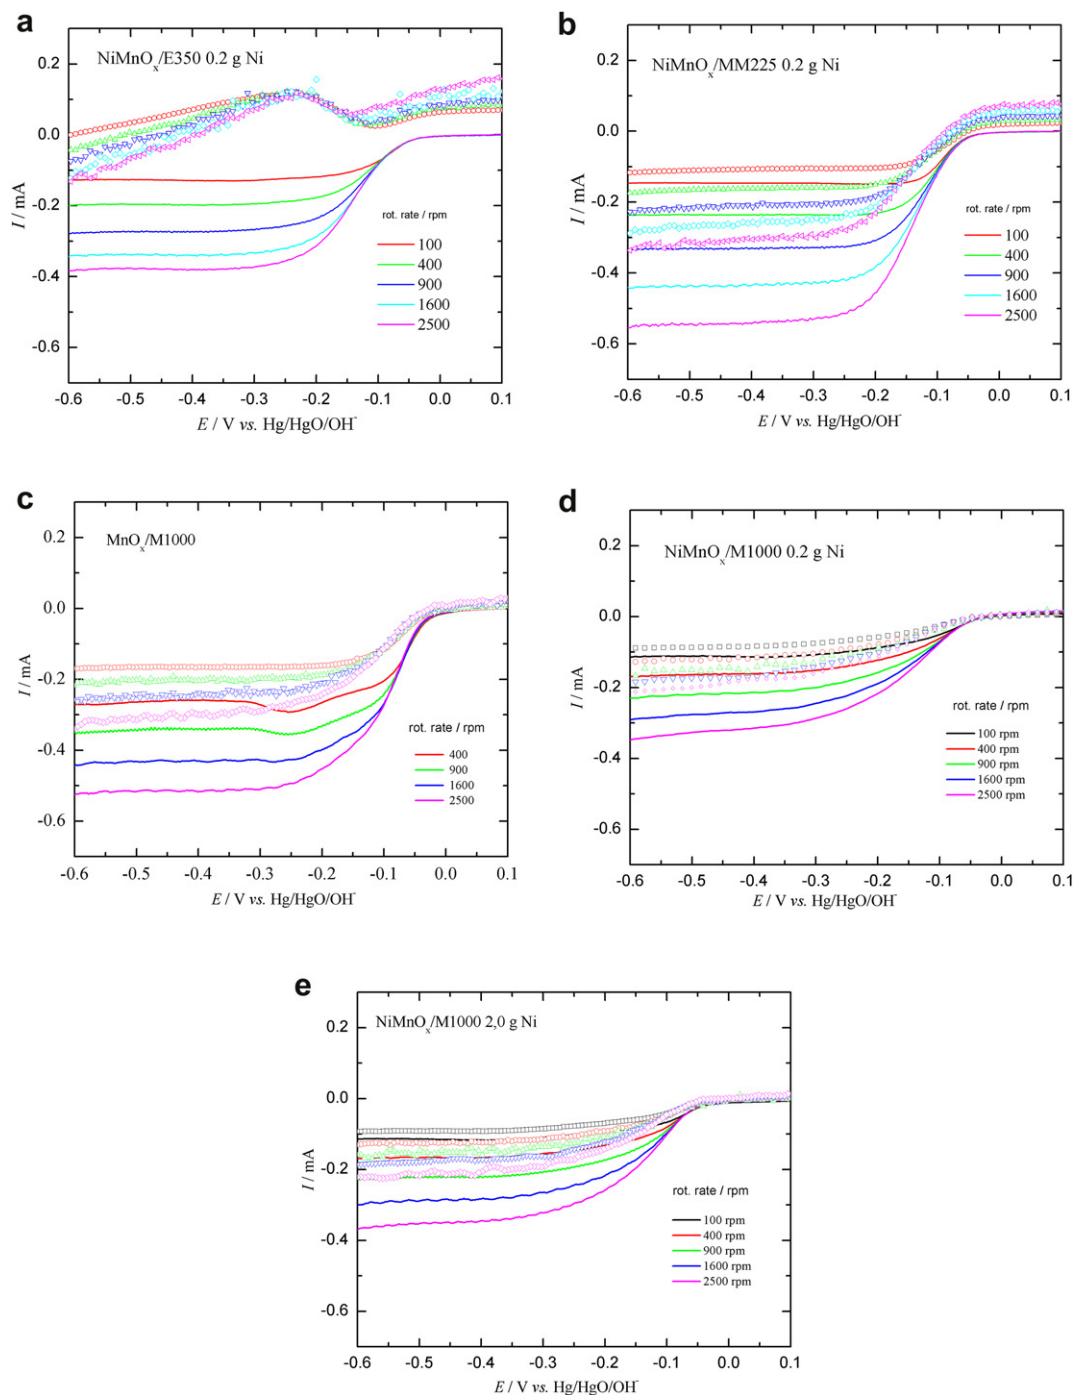 a
NiMnOx/E350 0.2 g Ni
0.2
0.0
-0.2
-0.4
-0.6
I / mA
rot. rate / rpm
100
400
900
1600
2500
-0.6 -0.5 -0.4 -0.3 -0.2 -0.1 0.0 0.1
E / V vs. Hg/HgO/OH-
b
NiMnOx/MM225 0.2 g Ni
0.2
0.0
-0.2
-0.4
-0.6
I / mA
rot. rate / rpm
100
400
900
1600
2500
-0.6 -0.5 -0.4 -0.3 -0.2 -0.1 0.0 0.1
E / V vs. Hg/HgO/OH-
c
MnOx/M1000
0.2
0.0
-0.2
-0.4
-0.6
I / mA
rot. rate / rpm
400
900
1600
2500
-0.6 -0.5 -0.4 -0.3 -0.2 -0.1 0.0 0.1
E / V vs. Hg/HgO/OH-
d
NiMnOx/M1000 0.2 g Ni
0.2
0.0
-0.2
-0.4
-0.6
I / mA
rot. rate / rpm
100 rpm
400 rpm
900 rpm
1600 rpm
2500 rpm
-0.6 -0.5 -0.4 -0.3 -0.2 -0.1 0.0 0.1
E / V vs. Hg/HgO/OH-
e
NiMnOx/M1000 2,0 g Ni
0.2
0.0
-0.2
-0.4
-0.6
I / mA
rot. rate / rpm
100 rpm
400 rpm
900 rpm
1600 rpm
2500 rpm
-0.6 -0.5 -0.4 -0.3 -0.2 -0.1 0.0 0.1
E / V vs. Hg/HgO/OH-